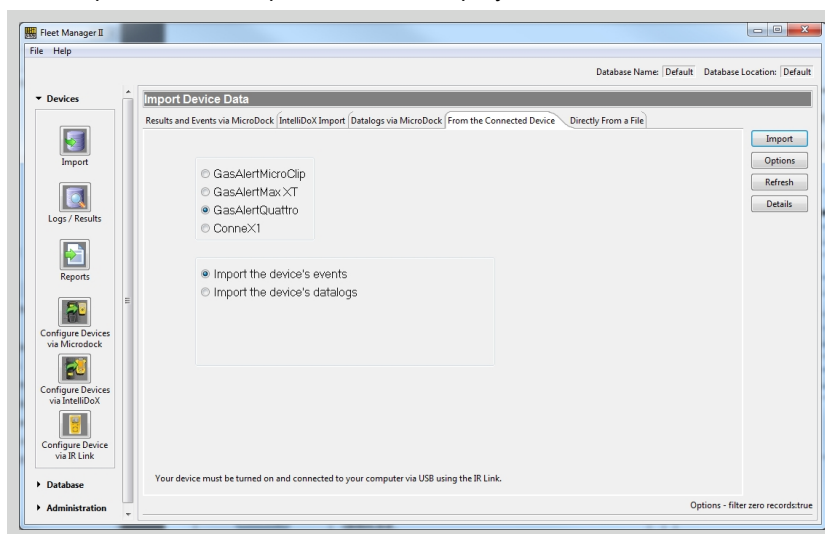 Fleet Manager II
File Help
Database Name: Default Database Location: Default
Devices
Import
Logs / Results
Reports
Configure Devices
via Microdock
Configure Devices
via IntelliDoX
Configure Device
via IR Link
Database
Administration
Import Device Data
Results and Events via MicroDock IntelliDoX Import Datalogs via MicroDock From the Connected Device Directly From a File
GasAlertMicroClip
GasAlertMax XT
GasAlertQuattro
ConneX1
Import the device's events
Import the device's datalogs
Import
Options
Refresh
Details
Your device must be turned on and connected to your computer via USB using the IR Link.
Options - filter zero records:true